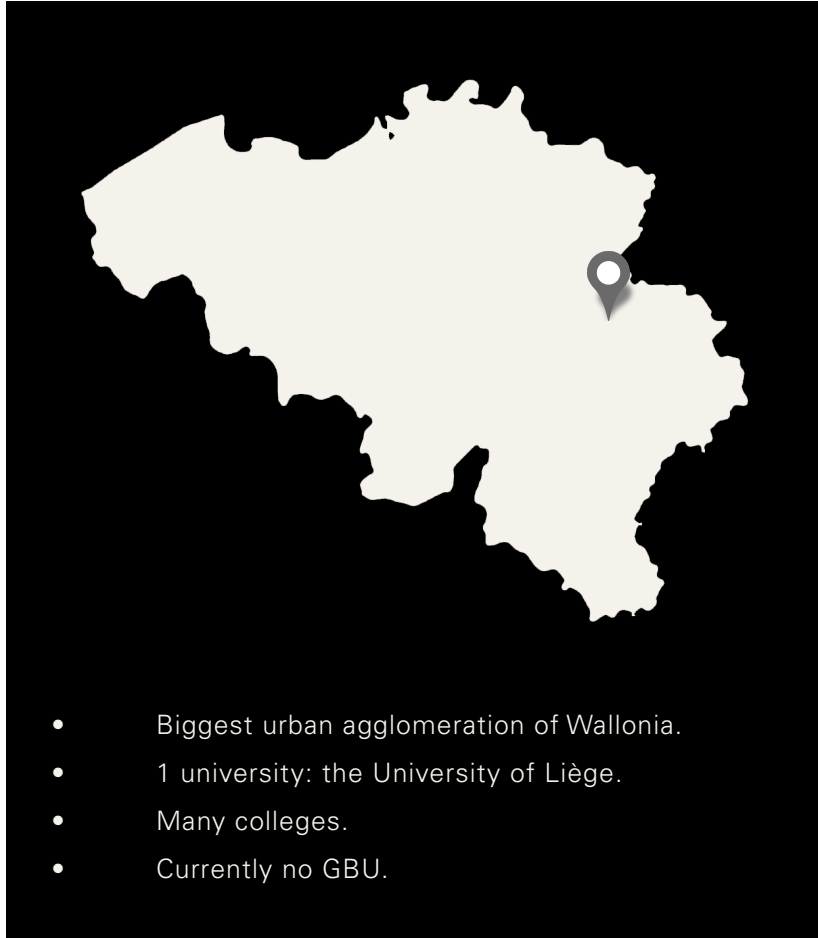 • Biggest urban agglomeration of Wallonia.
• 1 university: the University of Liège.
• Many colleges.
• Currently no GBU.